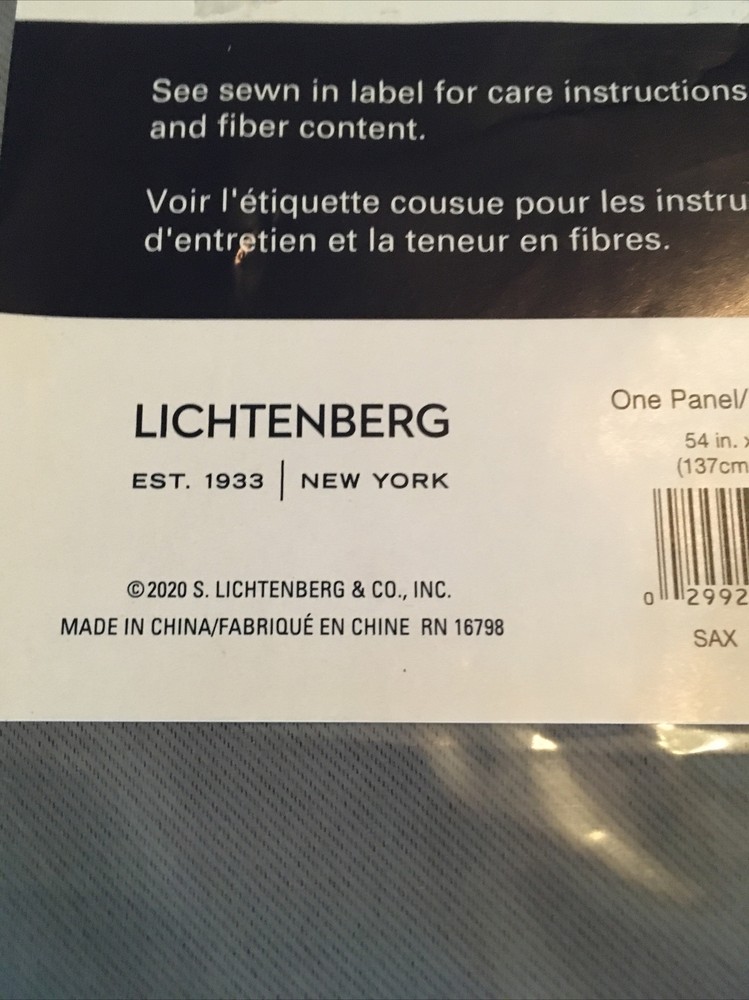 See sewn in label for care instructions
and fiber content.
Voir l'étiquette cousue pour les instru
d'entretien et la teneur en fibres.
LICHTENBERG
EST. 1933 | NEW YORK
©2020 S. LICHTENBERG & CO., INC.
MADE IN CHINA/FABRIQUÉ EN CHINE RN 16798
One Panel/
54 in. x
(137cm
0 2992
SAX